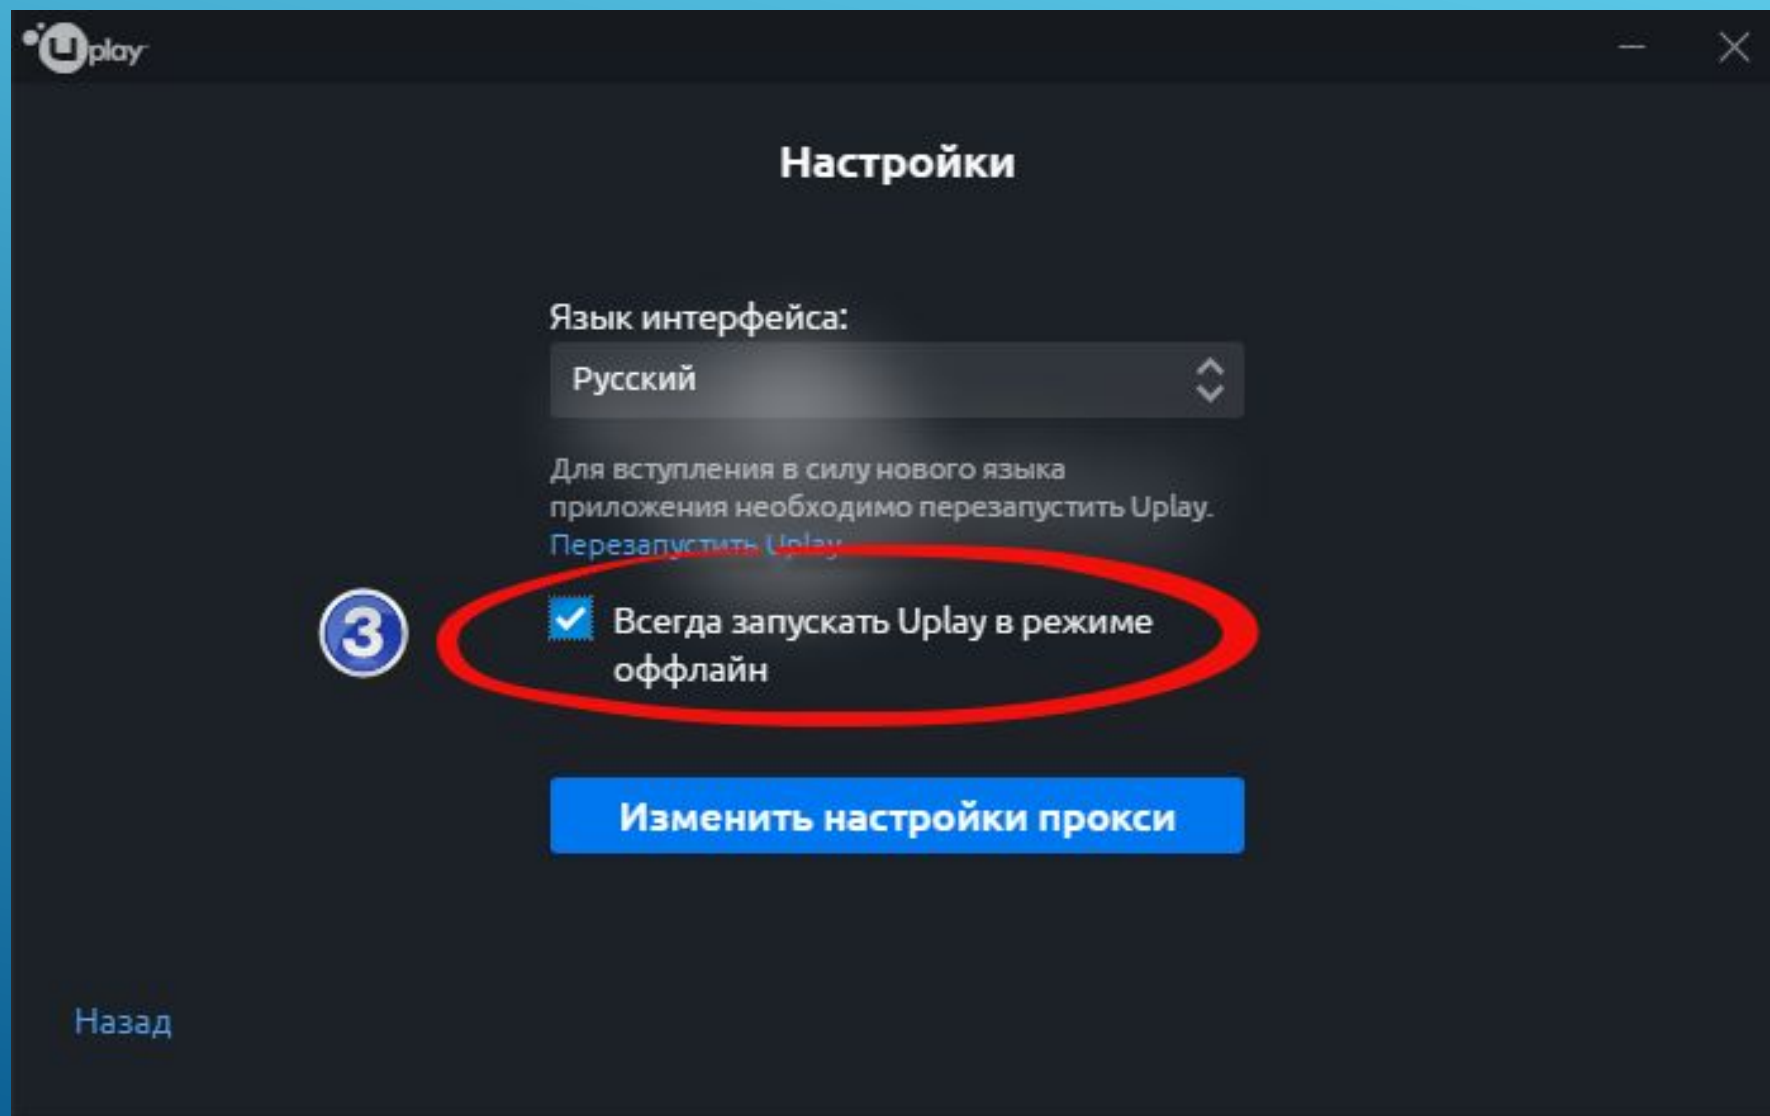 Uplay
Настройки
Язык интерфейса:
Русский
Для вступления в силу нового языка
приложения необходимо перезапустить Uplay.
Перезапустить Uplay
3
Всегда запускать Uplay в режиме
оффлайн
Изменить настройки прокси
Назад